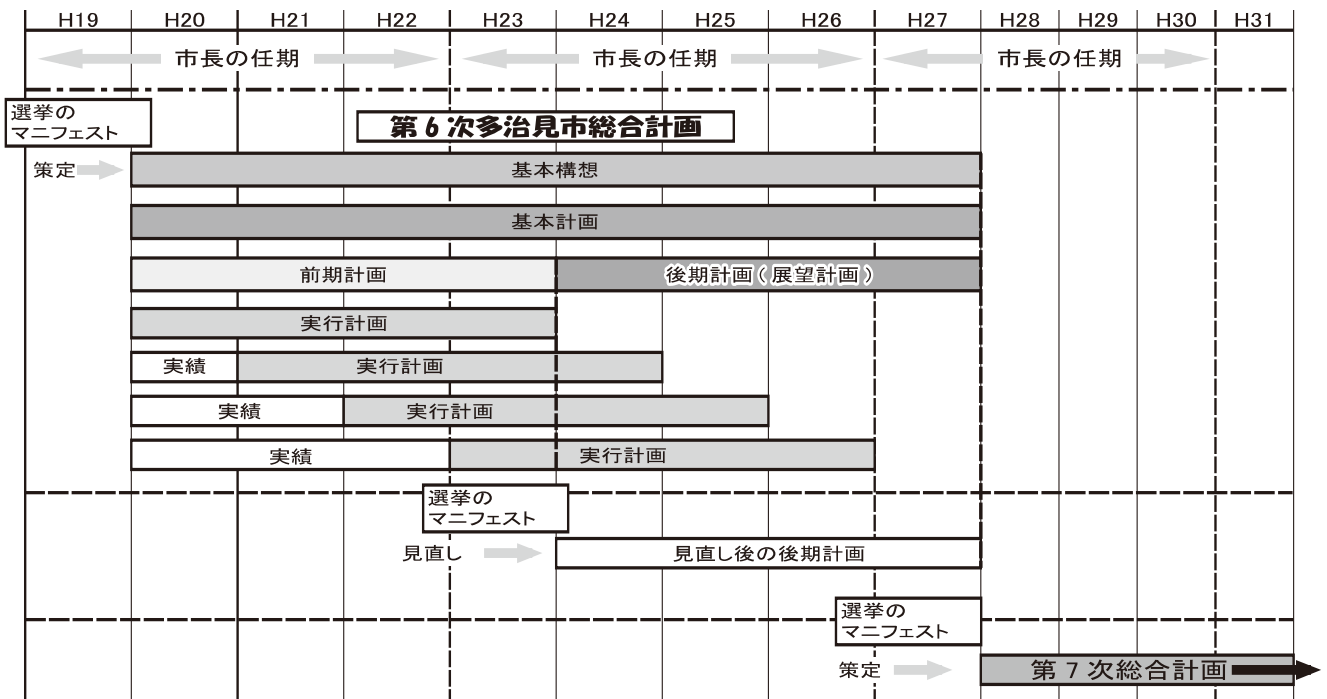 H19 H20 H21 H22 H23 H24 H25 H26 H27 H28 H29 H30 H31
市長の任期 市長の任期 市長の任期
選挙の
マニフェスト
第6次多治見市総合計画
策定 基本構想
基本計画
前期計画 後期計画(展望計画)
実行計画
実績 実行計画
実績 実行計画
実績 実行計画
選挙の
マニフェスト
見直し 見直し後の後期計画
選挙の
マニフェスト
策定 第7次総合計画